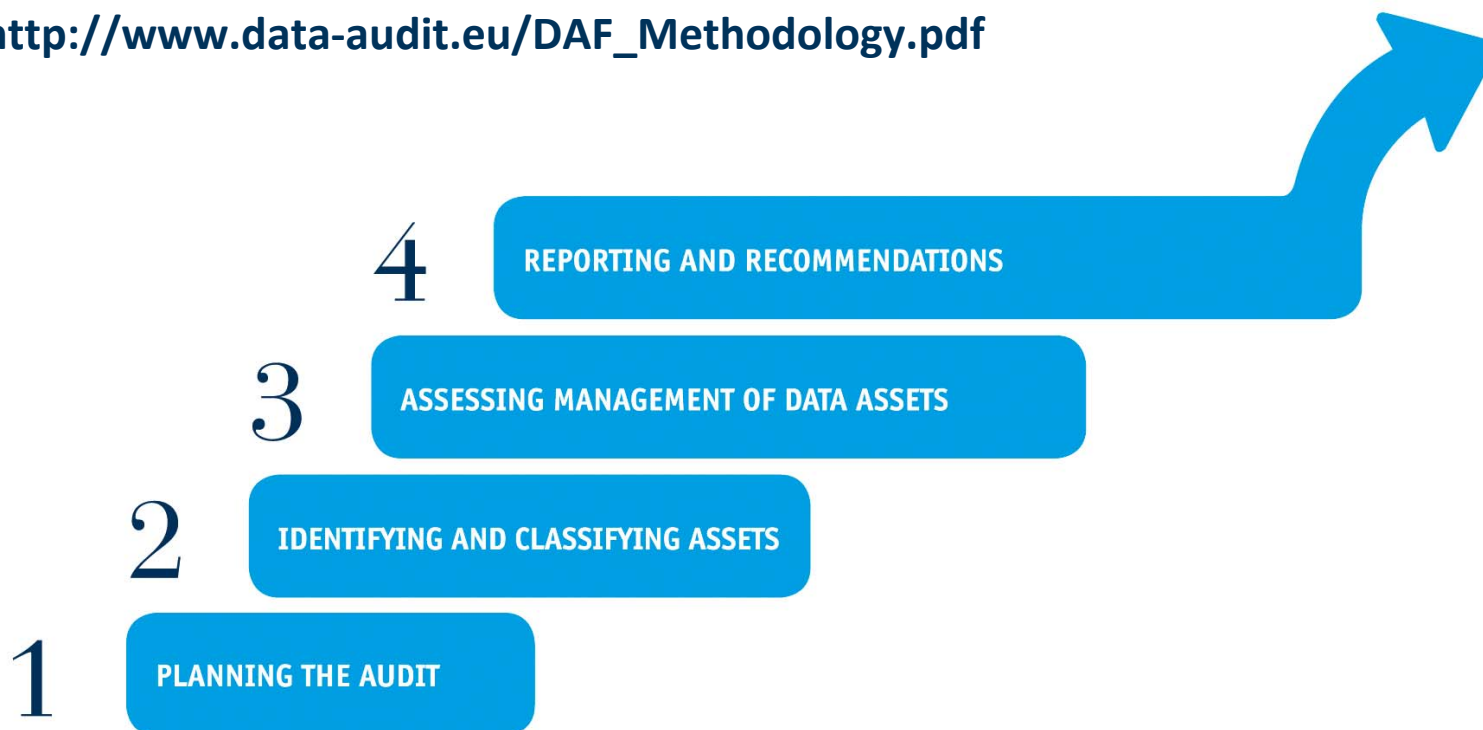 http://www.data-audit.eu/DAF_Methodology.pdf
4
REPORTING AND RECOMMENDATIONS
3
ASSESSING MANAGEMENT OF DATA ASSETS
2
IDENTIFYING AND CLASSIFYING ASSETS
1
PLANNING THE AUDIT